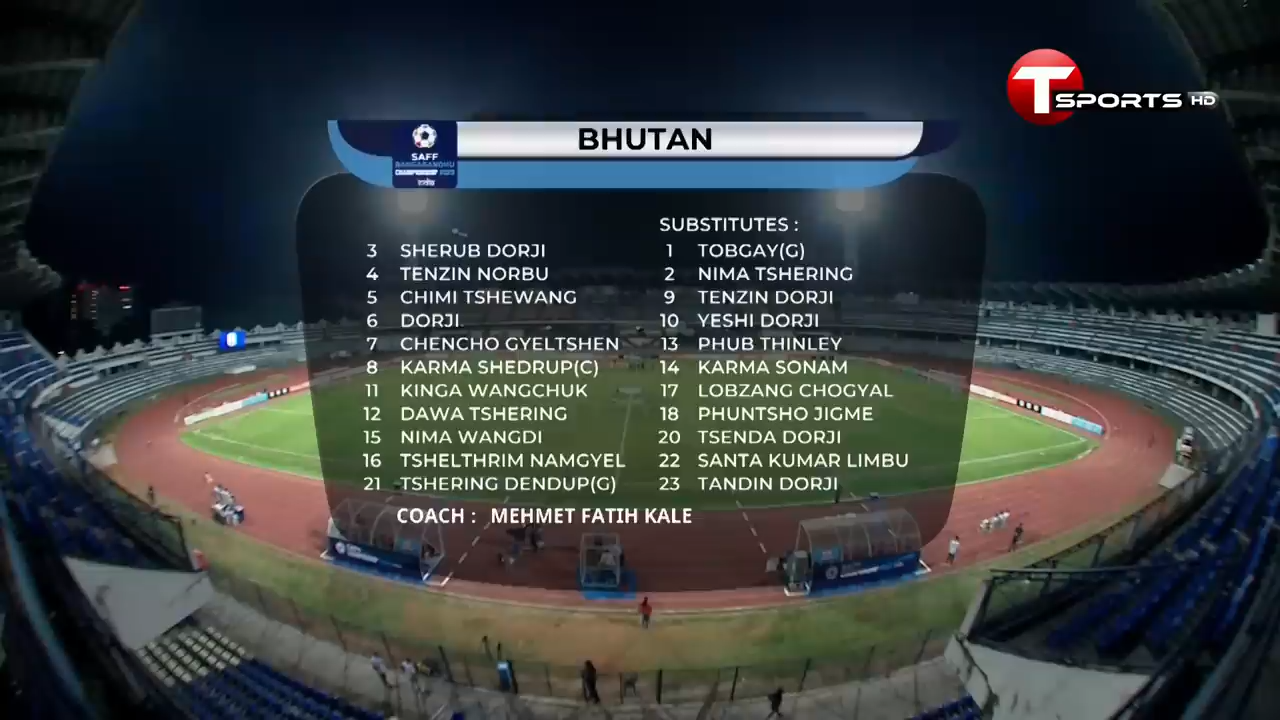 T SPORTS HD
BHUTAN
SAFF
BANGABANDHU
CHAMPIONSHIP 2023
SUBSTITUTES :
3 SHERUB DORJI
4 TENZIN NORBU
5 CHIMI TSHEWANG
6 DORJI
7 CHENCHO GYELTSHEN
8 KARMA SHEDRUP(C)
11 KINGA WANGCHUK
12 DAWA TSHERING
15 NIMA WANGDI
16 TSHELTHRIM NAMGYEL
21 TSHERING DENDUP(G)
1 TOBGAY(G)
2 NIMA TSHERING
9 TENZIN DORJI
10 YESHI DORJI
13 PHUB THINLEY
14 KARMA SONAM
17 LOBZANG CHOGYAL
18 PHUNTSHO JIGME
20 TSENDA DORJI
22 SANTA KUMAR LIMBU
23 TANDIN DORJI
COACH : MEHMET FATIH KALE